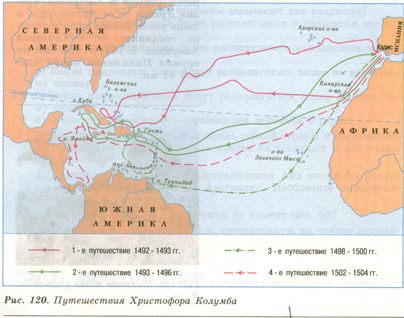 СЕВЕРНАЯ
АМЕРИКА
Азорские о-ва
Кадис
ИСПАНИЯ
Багамские
о-ва
Канарские
о-ва
о. Куба
о. Гаити
о. Ямайка
АФРИКА
о-ва
Зеленого Мыса
о. Тринидад
ЮЖНАЯ
АМЕРИКА
1 - е путешествие 1492 - 1493 гг.
2 - е путешествие 1493 - 1496 гг.
3 - е путешествие 1498 - 1500 гг.
4 - е путешествие 1502 - 1504 гг.
Рис. 120. Путешествия Христофора Колумба